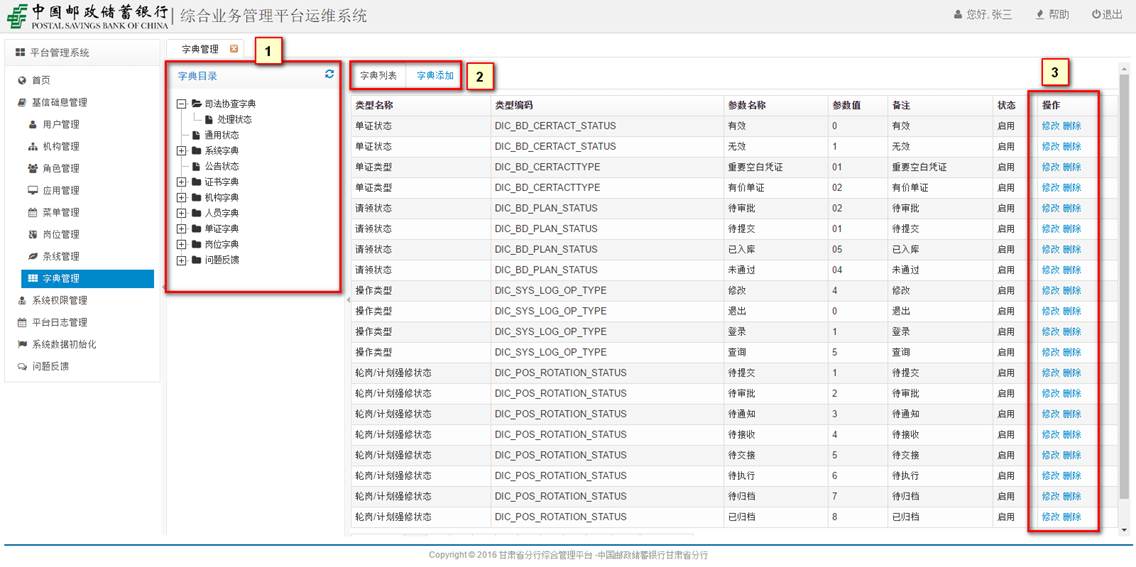 中国邮政储蓄银行 综合业务管理平台运维系统 您好, 张三 帮助 退出
POSTAL SAVINGS BANK OF CHINA
平台管理系统
首页
基信础息管理
用户管理
机构管理
角色管理
应用管理
菜单管理
岗位管理
条线管理
字典管理
系统权限管理
平台日志管理
系统数据初始化
问题反馈
字典管理
1
字典目录
司法协查字典
处理状态
通用状态
系统字典
公告状态
证书字典
机构字典
人员字典
单证字典
岗位字典
问题反馈
字典列表 字典添加
2
3
类型名称 类型编码 参数名称 参数值 备注 状态 操作
单证状态 DIC_BD_CERTACT_STATUS 有效 0 有效 启用 修改 删除
单证状态 DIC_BD_CERTACT_STATUS 无效 1 无效 启用 修改 删除
单证类型 DIC_BD_CERTACTTYPE 重要空白凭证 01 重要空白凭证 启用 修改 删除
单证类型 DIC_BD_CERTACTTYPE 有价单证 02 有价单证 启用 修改 删除
请领状态 DIC_BD_PLAN_STATUS 待审批 02 待审批 启用 修改 删除
请领状态 DIC_BD_PLAN_STATUS 待提交 01 待提交 启用 修改 删除
请领状态 DIC_BD_PLAN_STATUS 已入库 05 已入库 启用 修改 删除
请领状态 DIC_BD_PLAN_STATUS 未通过 04 未通过 启用 修改 删除
操作类型 DIC_SYS_LOG_OP_TYPE 修改 4 修改 启用 修改 删除
操作类型 DIC_SYS_LOG_OP_TYPE 退出 0 退出 启用 修改 删除
操作类型 DIC_SYS_LOG_OP_TYPE 登录 1 登录 启用 修改 删除
操作类型 DIC_SYS_LOG_OP_TYPE 查询 5 查询 启用 修改 删除
轮岗/计划强修状态 DIC_POS_ROTATION_STATUS 待提交 1 待提交 启用 修改 删除
轮岗/计划强修状态 DIC_POS_ROTATION_STATUS 待审批 2 待审批 启用 修改 删除
轮岗/计划强修状态 DIC_POS_ROTATION_STATUS 待通知 3 待通知 启用 修改 删除
轮岗/计划强修状态 DIC_POS_ROTATION_STATUS 待接收 4 待接收 启用 修改 删除
轮岗/计划强修状态 DIC_POS_ROTATION_STATUS 待交接 5 待交接 启用 修改 删除
轮岗/计划强修状态 DIC_POS_ROTATION_STATUS 待执行 6 待执行 启用 修改 删除
轮岗/计划强修状态 DIC_POS_ROTATION_STATUS 待归档 7 待归档 启用 修改 删除
轮岗/计划强修状态 DIC_POS_ROTATION_STATUS 已归档 8 已归档 启用 修改 删除
Copyright © 2016 甘肃省分行综合管理平台 -中国邮政储蓄银行甘肃省分行